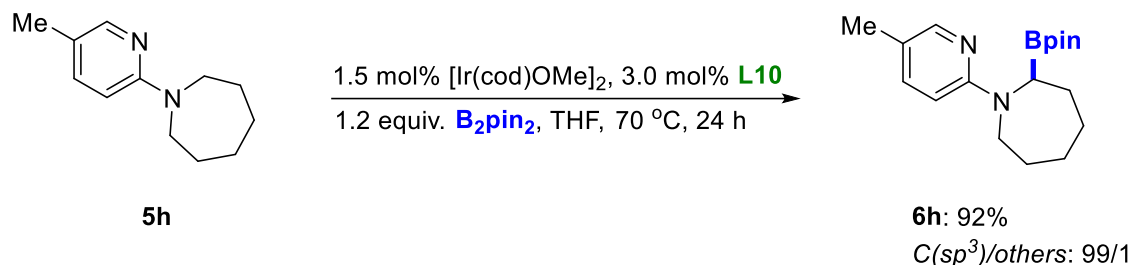 Me
N
N
5h
1.5 mol% [Ir(cod)OMe]2, 3.0 mol% L10
1.2 equiv. B2pin2, THF, 70 °C, 24 h
Me
N
Bpin
N
6h: 92%
C(sp³)/others: 99/1